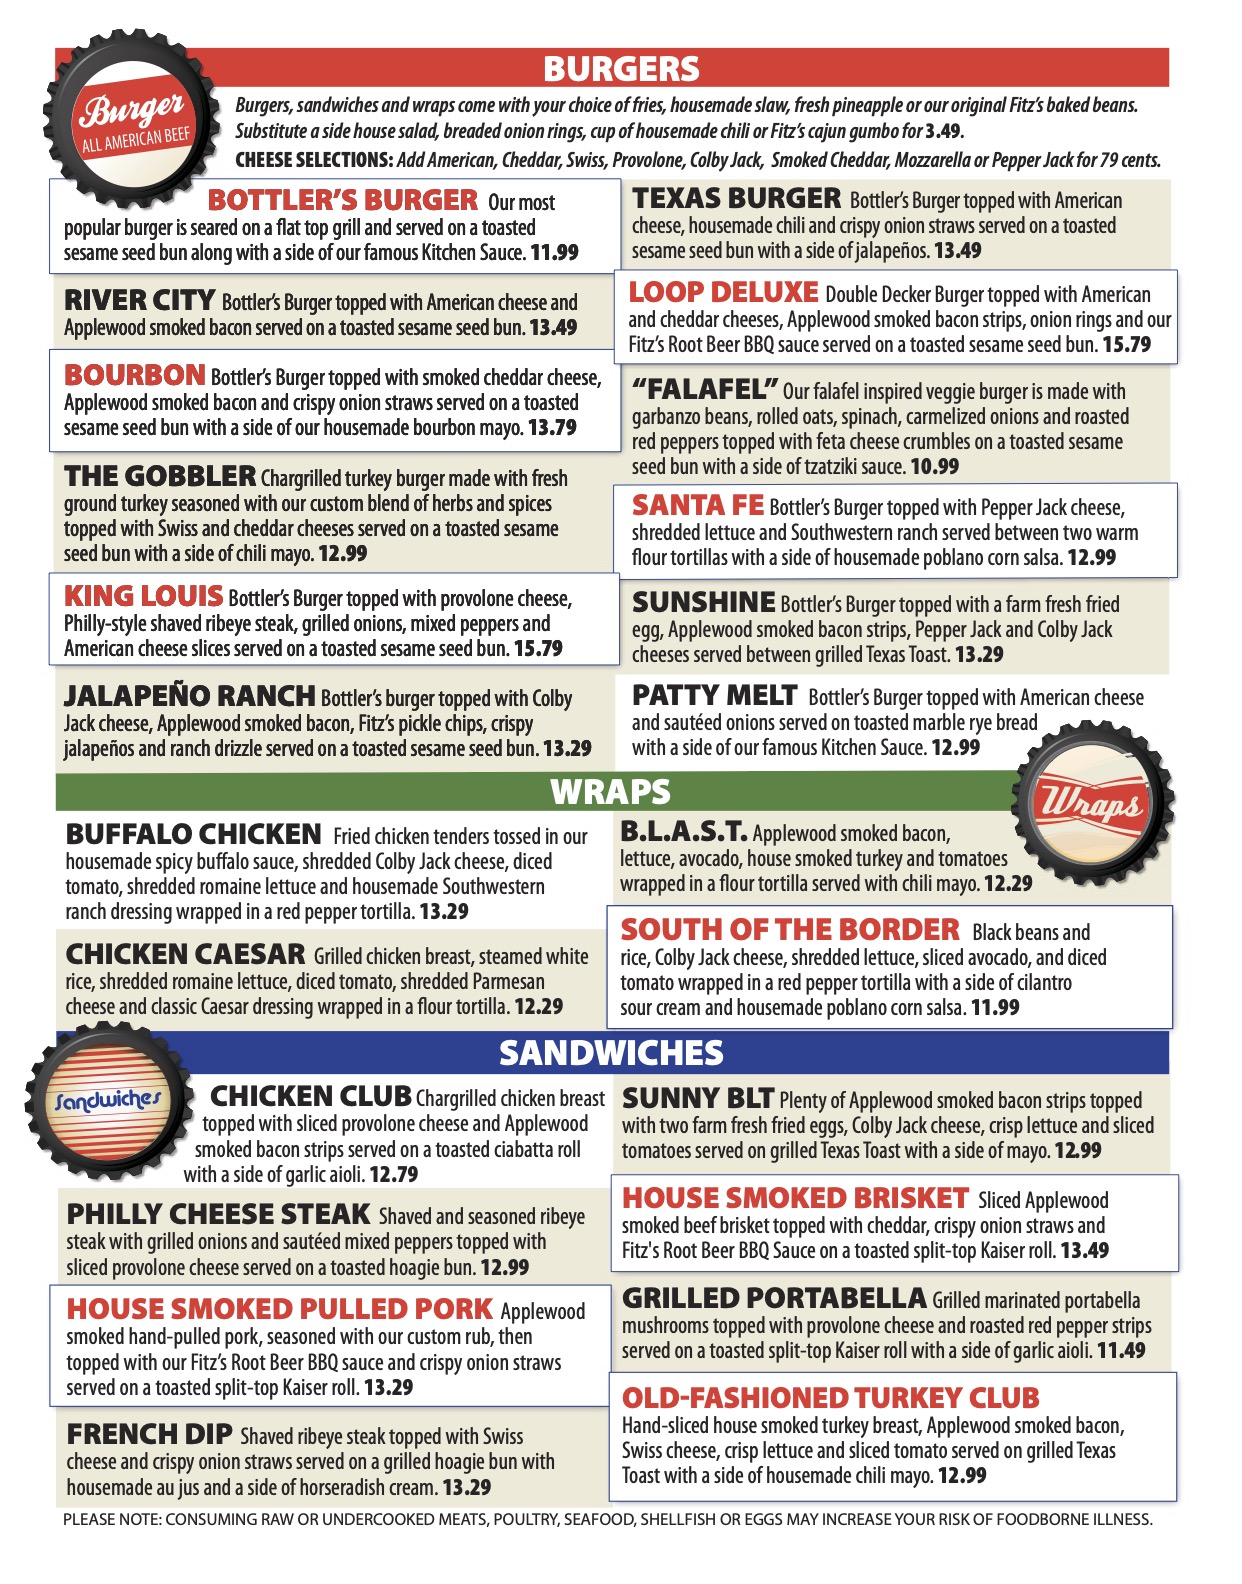 BURGERS
Burger
ALL AMERICAN BEEF
Burgers, sandwiches and wraps come with your choice of fries, housemade slaw, fresh pineapple or our original Fitz's baked beans.
Substitute a side house salad, breaded onion rings, cup of housemade chili or Fitz's cajun gumbo for 3.49.
CHEESE SELECTIONS: Add American, Cheddar, Swiss, Provolone, Colby Jack, Smoked Cheddar, Mozzarella or Pepper Jack for 79 cents.
BOTTLER'S BURGER Our most
popular burger is seared on a flat top grill and served on a toasted
sesame seed bun along with a side of our famous Kitchen Sauce. 11.99
RIVER CITY Bottler's Burger topped with American cheese and
Applewood smoked bacon served on a toasted sesame seed bun. 13.49
BOURBON Bottler's Burger topped with smoked cheddar cheese,
Applewood smoked bacon and crispy onion straws served on a toasted
sesame seed bun with a side of our housemade bourbon mayo. 13.79
THE GOBBLER Chargrilled turkey burger made with fresh
ground turkey seasoned with our custom blend of herbs and spices
topped with Swiss and cheddar cheeses served on a toasted sesame
seed bun with a side of chili mayo. 12.99
KING LOUIS Bottler's Burger topped with provolone cheese,
Philly-style shaved ribeye steak, grilled onions, mixed peppers and
American cheese slices served on a toasted sesame seed bun. 15.79
JALAPEÑO RANCH Bottler's burger topped with Colby
Jack cheese, Applewood smoked bacon, Fitz's pickle chips, crispy
jalapeños and ranch drizzle served on a toasted sesame seed bun. 13.29
TEXAS BURGER Bottler's Burger topped with American
cheese, housemade chili and crispy onion straws served on a toasted
sesame seed bun with a side of jalapeños. 13.49
LOOP DELUXE Double Decker Burger topped with American
and cheddar cheeses, Applewood smoked bacon strips, onion rings and our
Fitz's Root Beer BBQ sauce served on a toasted sesame seed bun. 15.79
"FALAFEL" Our falafel inspired veggie burger is made with
garbanzo beans, rolled oats, spinach, carmelized onions and roasted
red peppers topped with feta cheese crumbles on a toasted sesame
seed bun with a side of tzatziki sauce. 10.99
SANTA FE Bottler's Burger topped with Pepper Jack cheese,
shredded lettuce and Southwestern ranch served between two warm
flour tortillas with a side of housemade poblano corn salsa. 12.99
SUNSHINE Bottler's Burger topped with a farm fresh fried
egg, Applewood smoked bacon strips, Pepper Jack and Colby Jack
cheeses served between grilled Texas Toast. 13.29
PATTY MELT Bottler's Burger topped with American cheese
and sautéed onions served on toasted marble rye bread
with a side of our famous Kitchen Sauce. 12.99
WRAPS
Wraps
BUFFALO CHICKEN Fried chicken tenders tossed in our
housemade spicy buffalo sauce, shredded Colby Jack cheese, diced
tomato, shredded romaine lettuce and housemade Southwestern
ranch dressing wrapped in a red pepper tortilla. 13.29
CHICKEN CAESAR Grilled chicken breast, steamed white
rice, shredded romaine lettuce, diced tomato, shredded Parmesan
cheese and classic Caesar dressing wrapped in a flour tortilla. 12.29
B.L.A.S.T. Applewood smoked bacon,
lettuce, avocado, house smoked turkey and tomatoes
wrapped in a flour tortilla served with chili mayo. 12.29
SOUTH OF THE BORDER Black beans and
rice, Colby Jack cheese, shredded lettuce, sliced avocado, and diced
tomato wrapped in a red pepper tortilla with a side of cilantro
sour cream and housemade poblano corn salsa. 11.99
SANDWICHES
Sandwiches
CHICKEN CLUB Chargrilled chicken breast
topped with sliced provolone cheese and Applewood
smoked bacon strips served on a toasted ciabatta roll
with a side of garlic aioli. 12.79
PHILLY CHEESE STEAK Shaved and seasoned ribeye
steak with grilled onions and sautéed mixed peppers topped with
sliced provolone cheese served on a toasted hoagie bun. 12.99
HOUSE SMOKED PULLED PORK Applewood
smoked hand-pulled pork, seasoned with our custom rub, then
topped with our Fitz's Root Beer BBQ sauce and crispy onion straws
served on a toasted split-top Kaiser roll. 13.29
FRENCH DIP Shaved ribeye steak topped with Swiss
cheese and crispy onion straws served on a grilled hoagie bun with
housemade au jus and a side of horseradish cream. 13.29
SUNNY BLT Plenty of Applewood smoked bacon strips topped
with two farm fresh fried eggs, Colby Jack cheese, crisp lettuce and sliced
tomatoes served on grilled Texas Toast with a side of mayo. 12.99
HOUSE SMOKED BRISKET Sliced Applewood
smoked beef brisket topped with cheddar, crispy onion straws and
Fitz's Root Beer BBQ Sauce on a toasted split-top Kaiser roll. 13.49
GRILLED PORTABELLA Grilled marinated portabella
mushrooms topped with provolone cheese and roasted red pepper strips
served on a toasted split-top Kaiser roll with a side of garlic aioli. 11.49
OLD-FASHIONED TURKEY CLUB
Hand-sliced house smoked turkey breast, Applewood smoked bacon,
Swiss cheese, crisp lettuce and sliced tomato served on grilled Texas
Toast with a side of housemade chili mayo. 12.99
PLEASE NOTE: CONSUMING RAW OR UNDERCOOKED MEATS, POULTRY, SEAFOOD, SHELLFISH OR EGGS MAY INCREASE YOUR RISK OF FOODBORNE ILLNESS.